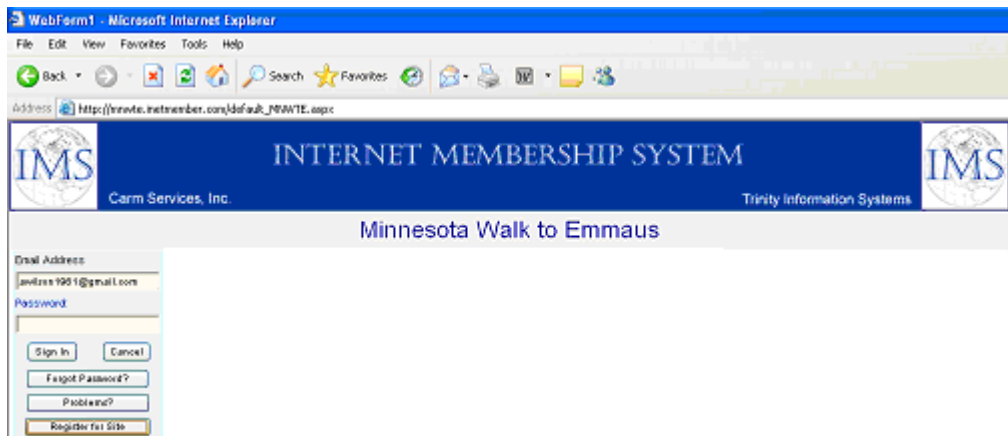 WebForm1 - Microsoft Internet Explorer
File Edit View Favorites Tools Help
Back Search Favorites
Address http://mnwte.inetmember.com/default_MNWTE.aspx
IMS INTERNET MEMBERSHIP SYSTEM IMS
Carm Services, Inc. Trinity Information Systems
Minnesota Walk to Emmaus
Email Address
@gmail.com
Password
Sign In Cancel
Forgot Password?
Problems?
Register for Site